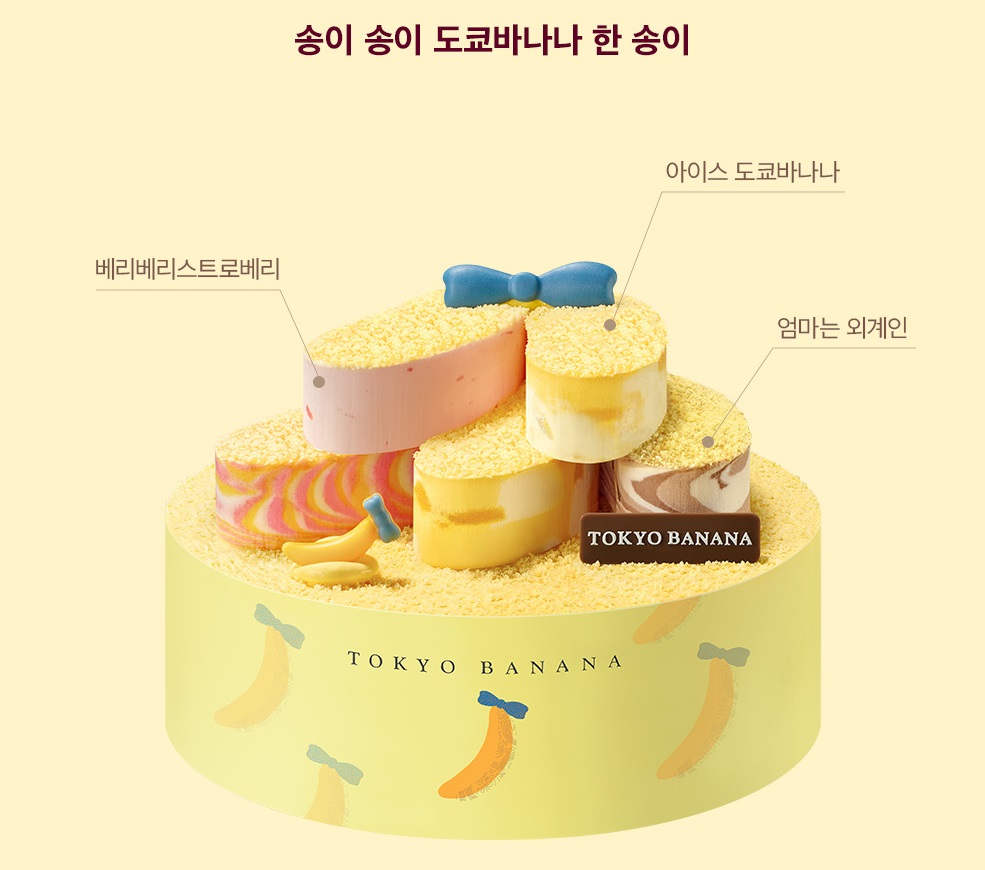 송이 송이 도쿄바나나 한 송이
아이스 도쿄바나나
베리베리스트로베리
엄마는 외계인
TOKYO BANANA
TOKYO BANANA